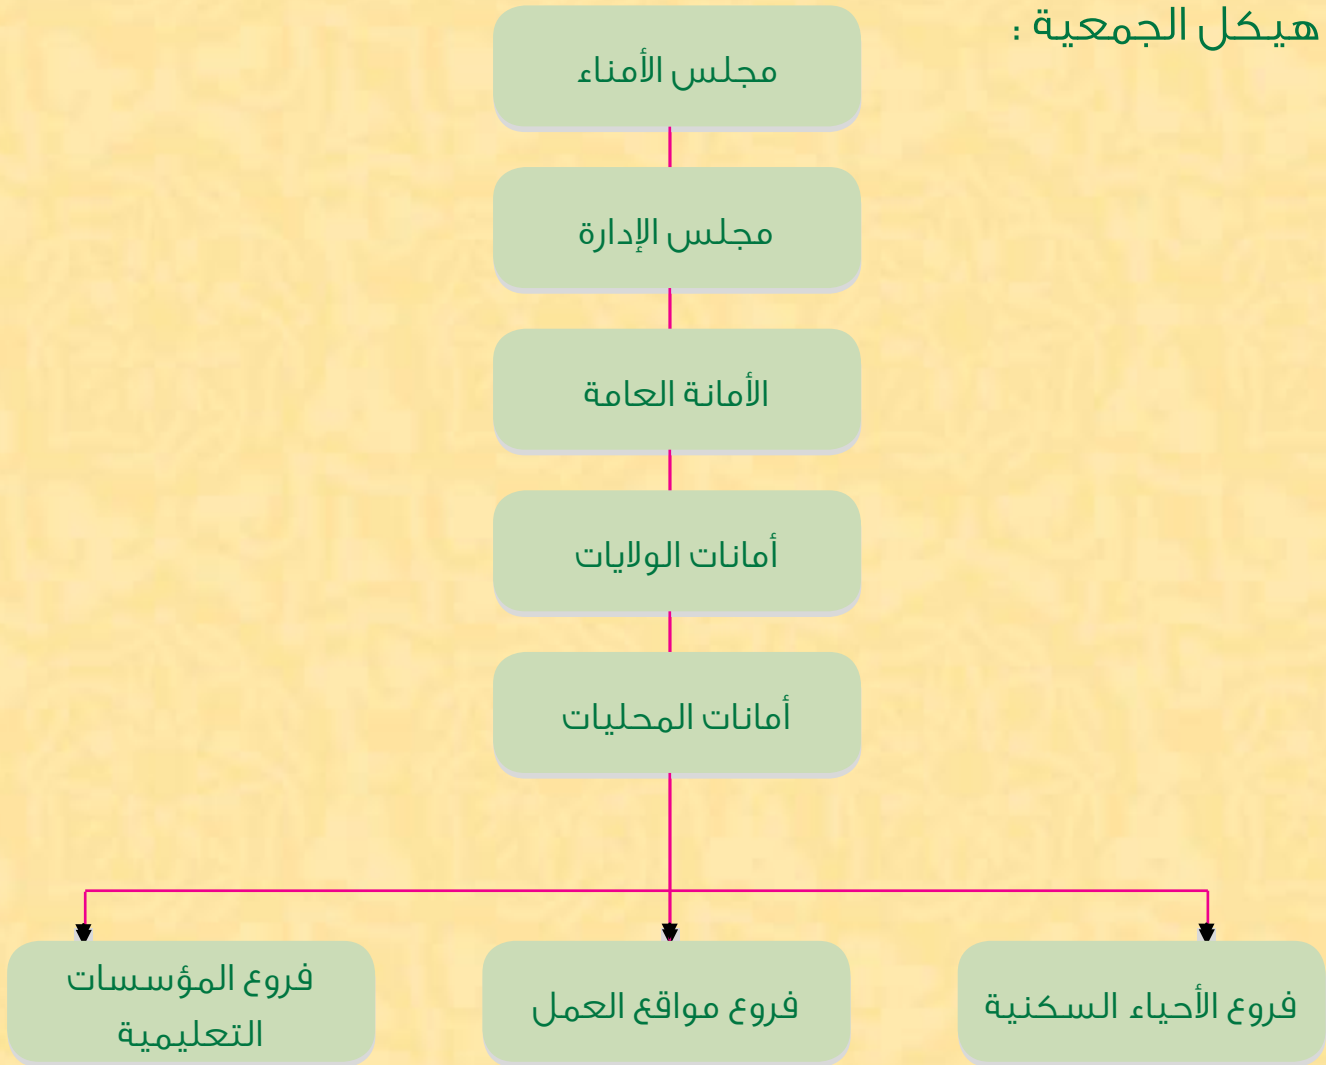 هيكل الجمعية :
مجلس الأمناء
مجلس الإدارة
الأمانة العامة
أمانات الولايات
أمانات المحليات
فروع الأحياء السكنية
فروع مواقع العمل
فروع المؤسسات
التعليمية